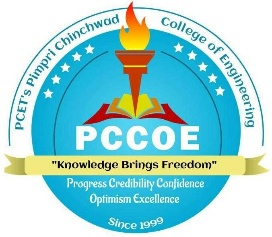 PCET's Pimpri Chinchwad College of Engineering
PCCOE
"Knowledge Brings Freedom"
Progress Credibility Confidence
Optimism Excellence
Since 1999